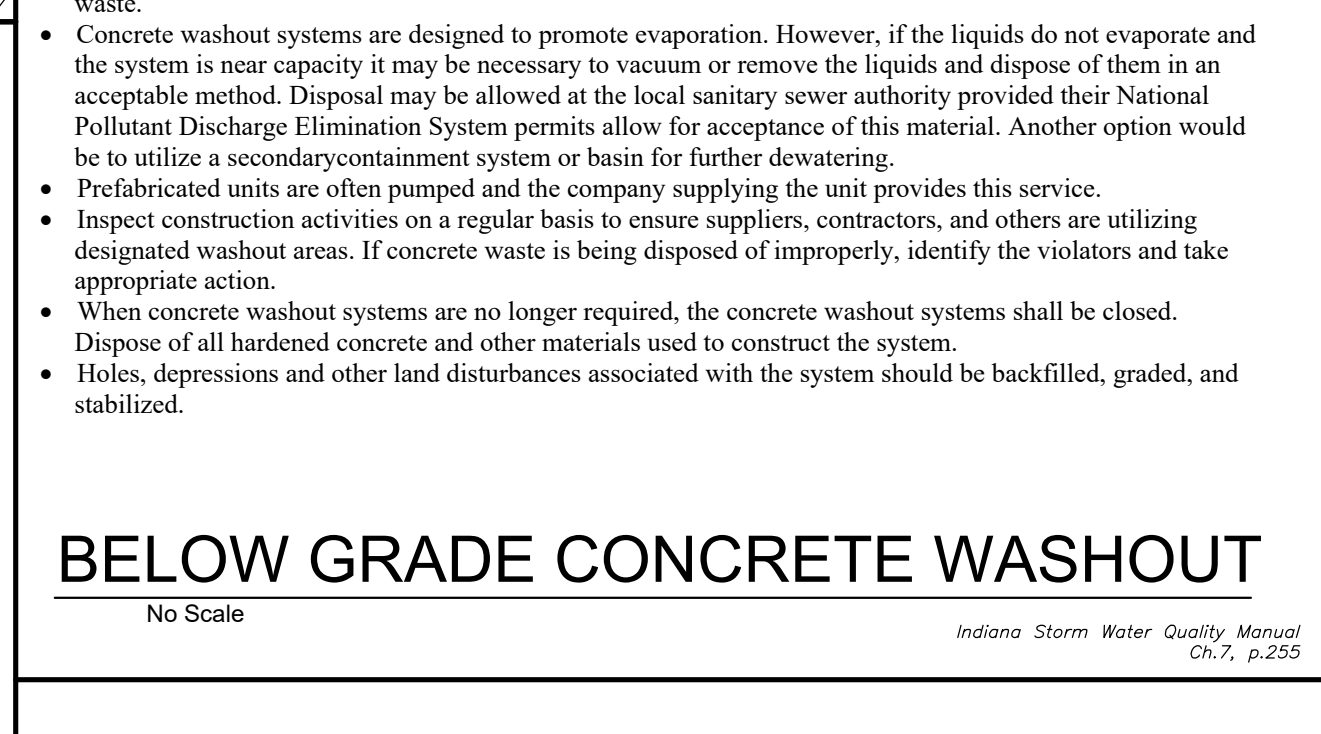 waste.
• Concrete washout systems are designed to promote evaporation. However, if the liquids do not evaporate and
the system is near capacity it may be necessary to vacuum or remove the liquids and dispose of them in an
acceptable method. Disposal may be allowed at the local sanitary sewer authority provided their National
Pollutant Discharge Elimination System permits allow for acceptance of this material. Another option would
be to utilize a secondarycontainment system or basin for further dewatering.
• Prefabricated units are often pumped and the company supplying the unit provides this service.
• Inspect construction activities on a regular basis to ensure suppliers, contractors, and others are utilizing
designated washout areas. If concrete waste is being disposed of improperly, identify the violators and take
appropriate action.
• When concrete washout systems are no longer required, the concrete washout systems shall be closed.
Dispose of all hardened concrete and other materials used to construct the system.
• Holes, depressions and other land disturbances associated with the system should be backfilled, graded, and
stabilized.
BELOW GRADE CONCRETE WASHOUT
No Scale
Indiana Storm Water Quality Manual
Ch.7, p.255